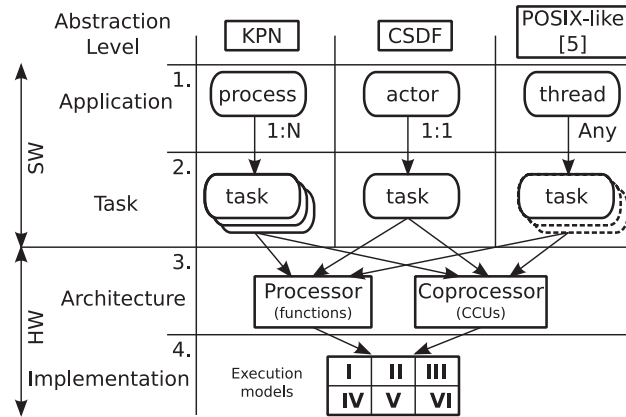 Abstraction Level
KPN
CSDF
POSIX-like [5]
SW
1.
Application
process
actor
thread
1:N
1:1
Any
2.
Task
task
task
task
HW
3.
Architecture
Processor
(functions)
Coprocessor
(CCUs)
4.
Implementation
Execution models
I II III
IV V VI